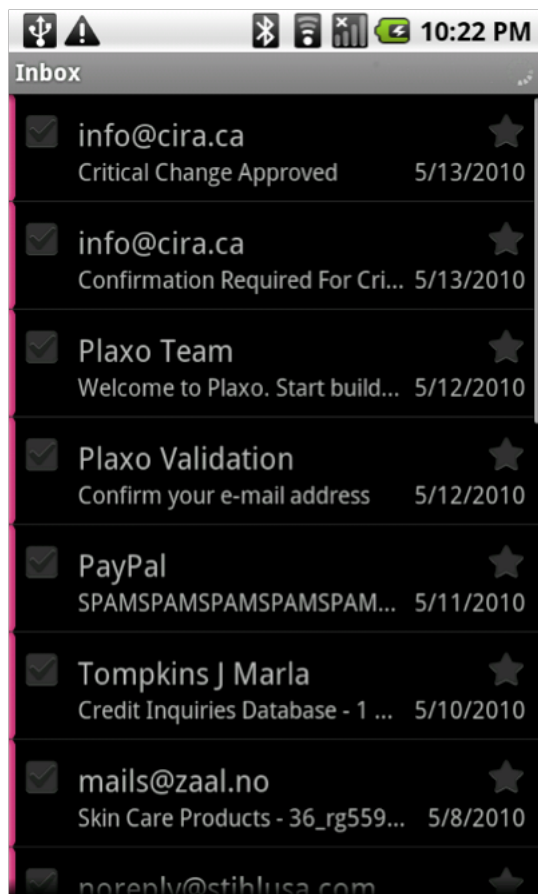 10:22 PM
Inbox
info@cira.ca
Critical Change Approved 5/13/2010
info@cira.ca
Confirmation Required For Cri... 5/13/2010
Plaxo Team
Welcome to Plaxo. Start build... 5/12/2010
Plaxo Validation
Confirm your e-mail address 5/12/2010
PayPal
SPAMSPAMSPAMSPAMSPAM... 5/11/2010
Tompkins J Marla
Credit Inquiries Database - 1 ... 5/10/2010
mails@zaal.no
Skin Care Products - 36_rg559... 5/8/2010
noreply@stihlusa.com